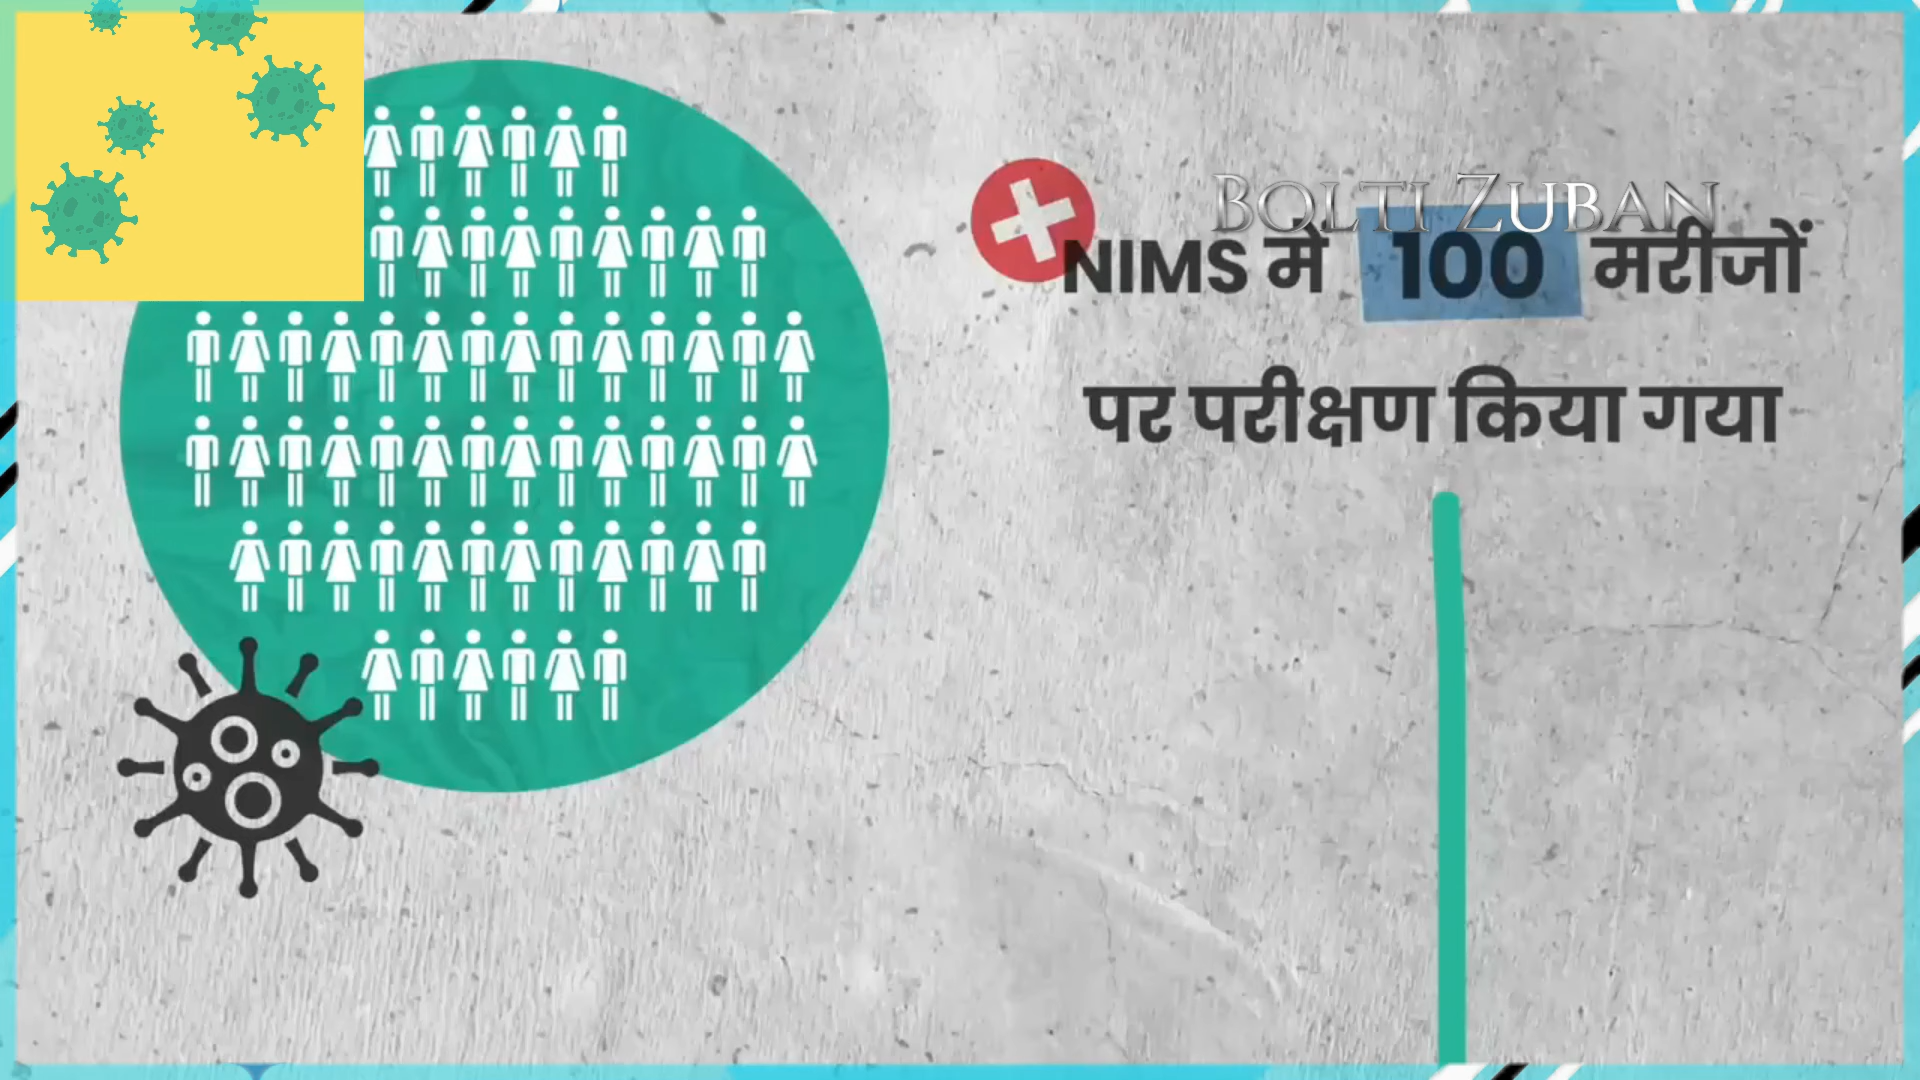 BOLTI ZUBAN
NIMS में 100 मरीजों
पर परीक्षण किया गया